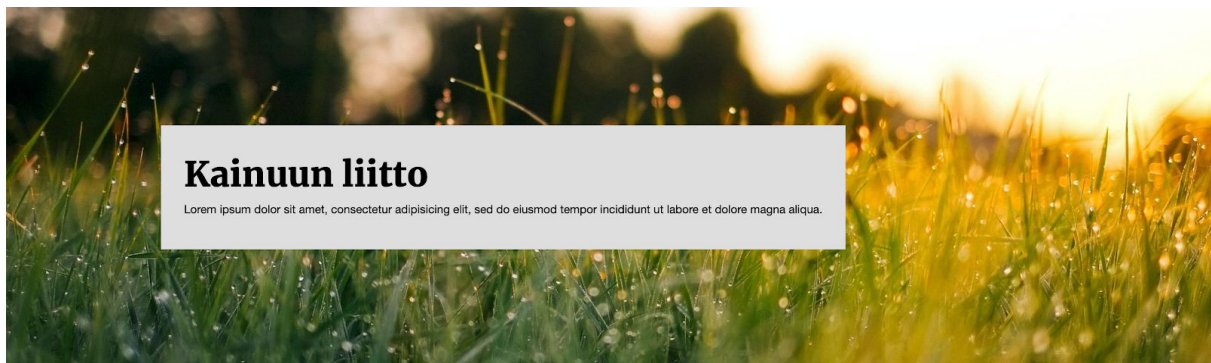 Kainuun liitto
Lorem ipsum dolor sit amet, consectetur adipisicing elit, sed do eiusmod tempor incididunt ut labore et dolore magna aliqua.